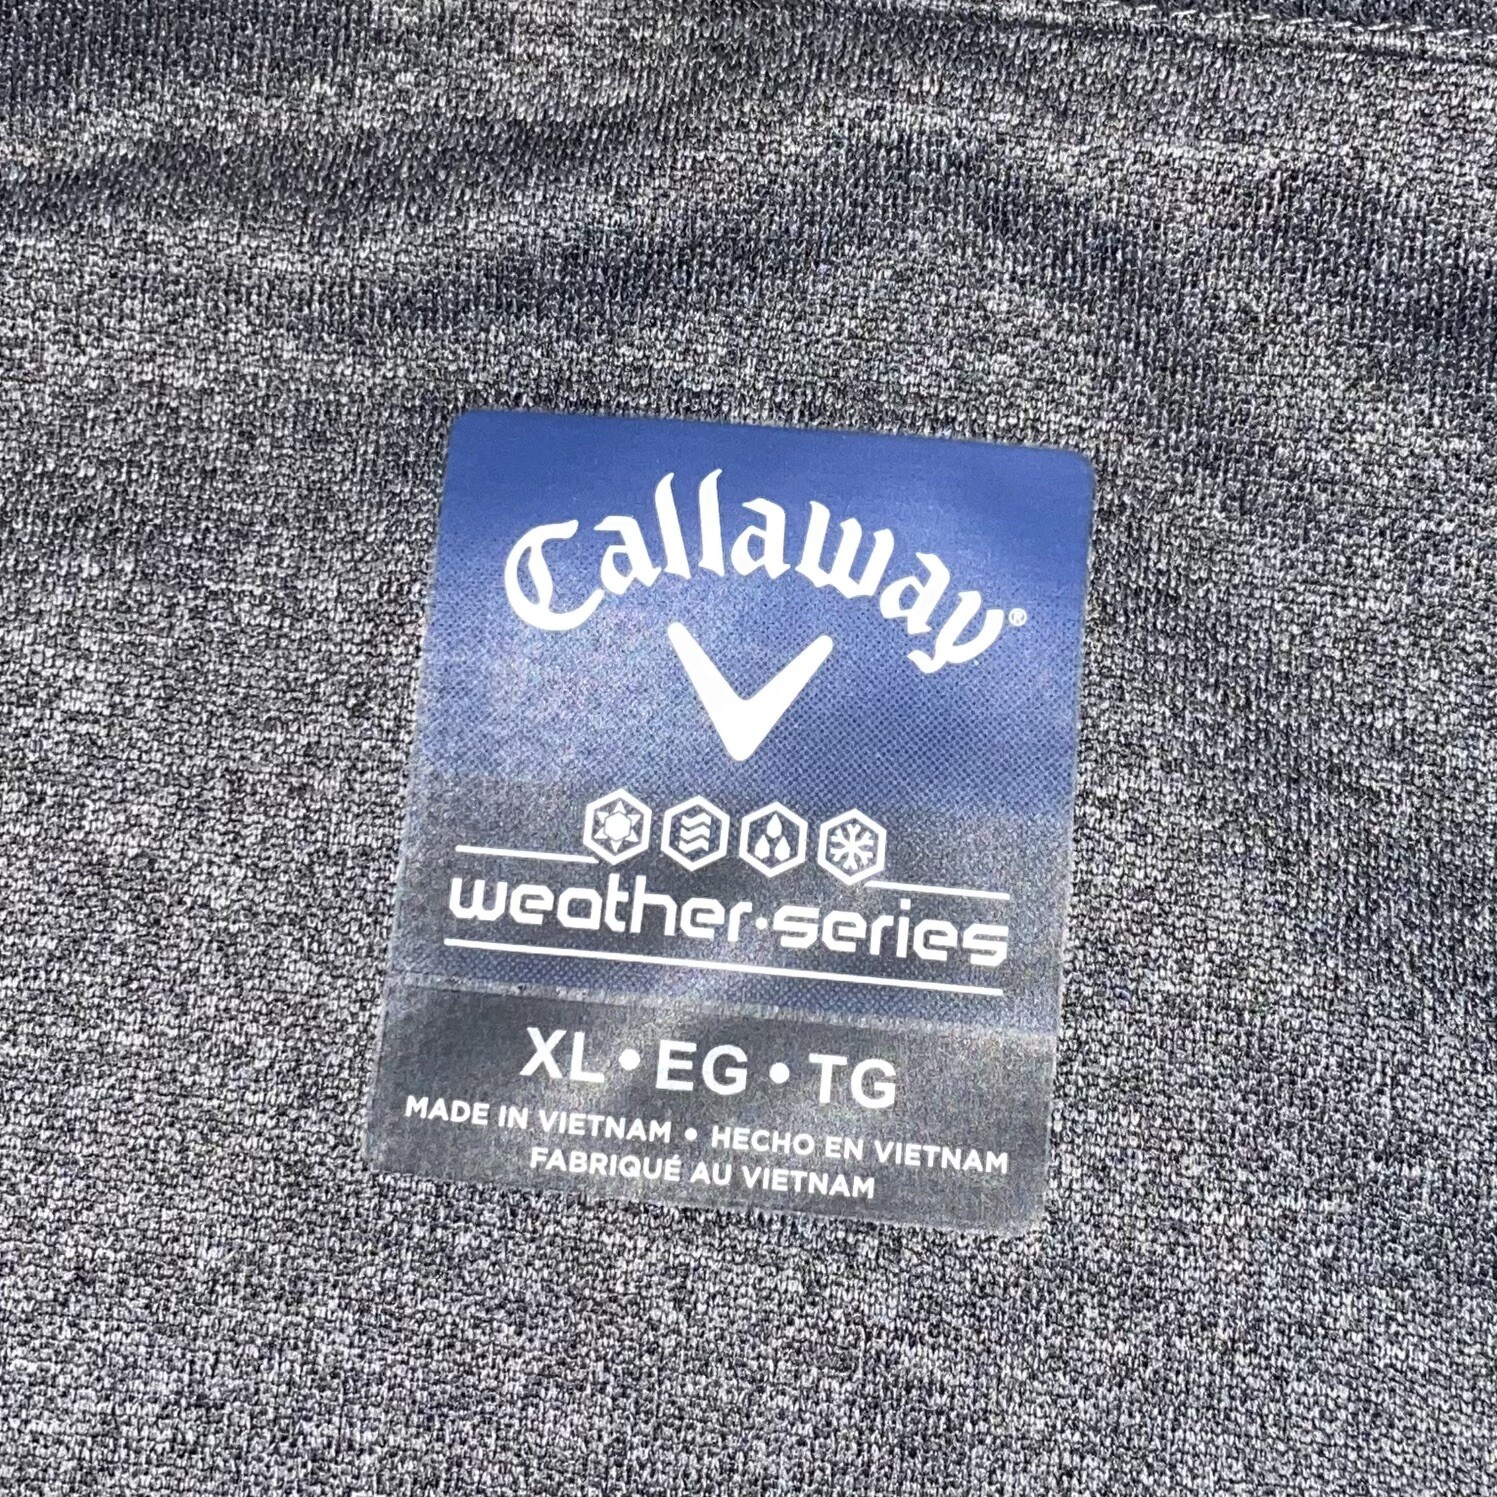 Callaway®
weather·series
XL • EG • TG
MADE IN VIETNAM • HECHO EN VIETNAM
FABRIQUÉ AU VIETNAM